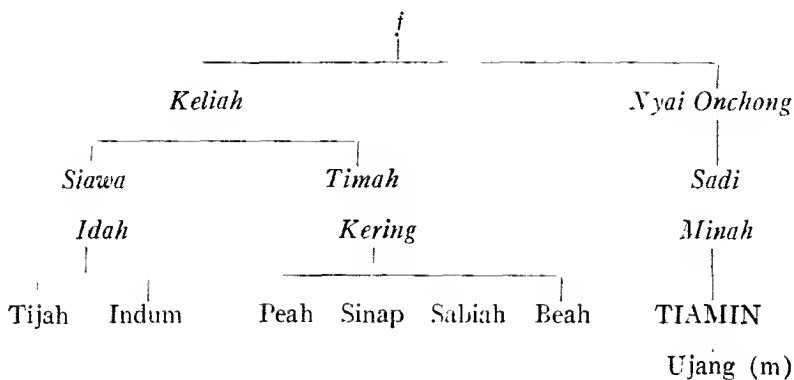 f
Keliah Nyai Onchong
Siawa Timah Sadi
Idah Kering Minah
Tijah Indum Peah Sinap Sabiah Beah TIAMIN
Ujang (m)